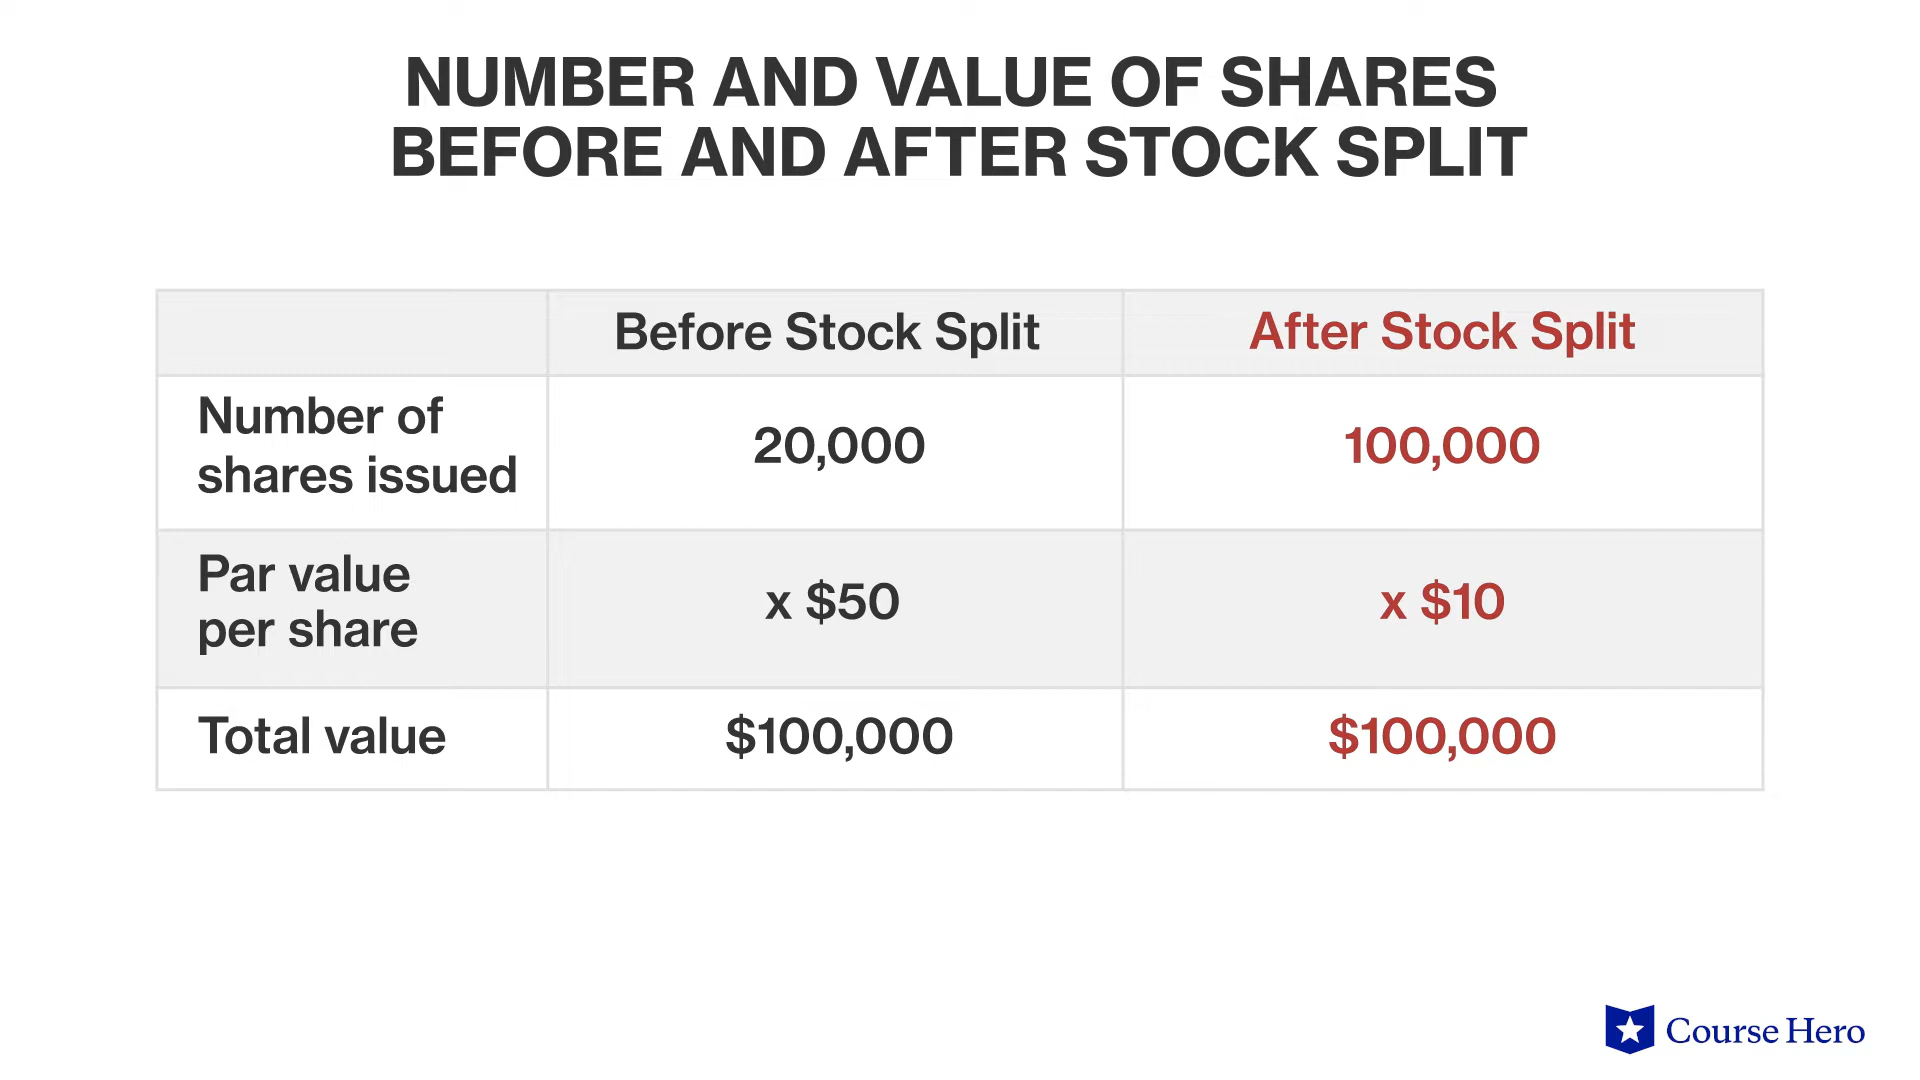 NUMBER AND VALUE OF SHARES
BEFORE AND AFTER STOCK SPLIT
Before Stock Split
After Stock Split
Number of
shares issued
20,000
100,000
Par value
per share
x $50
x $10
Total value
$100,000
$100,000
Course Hero